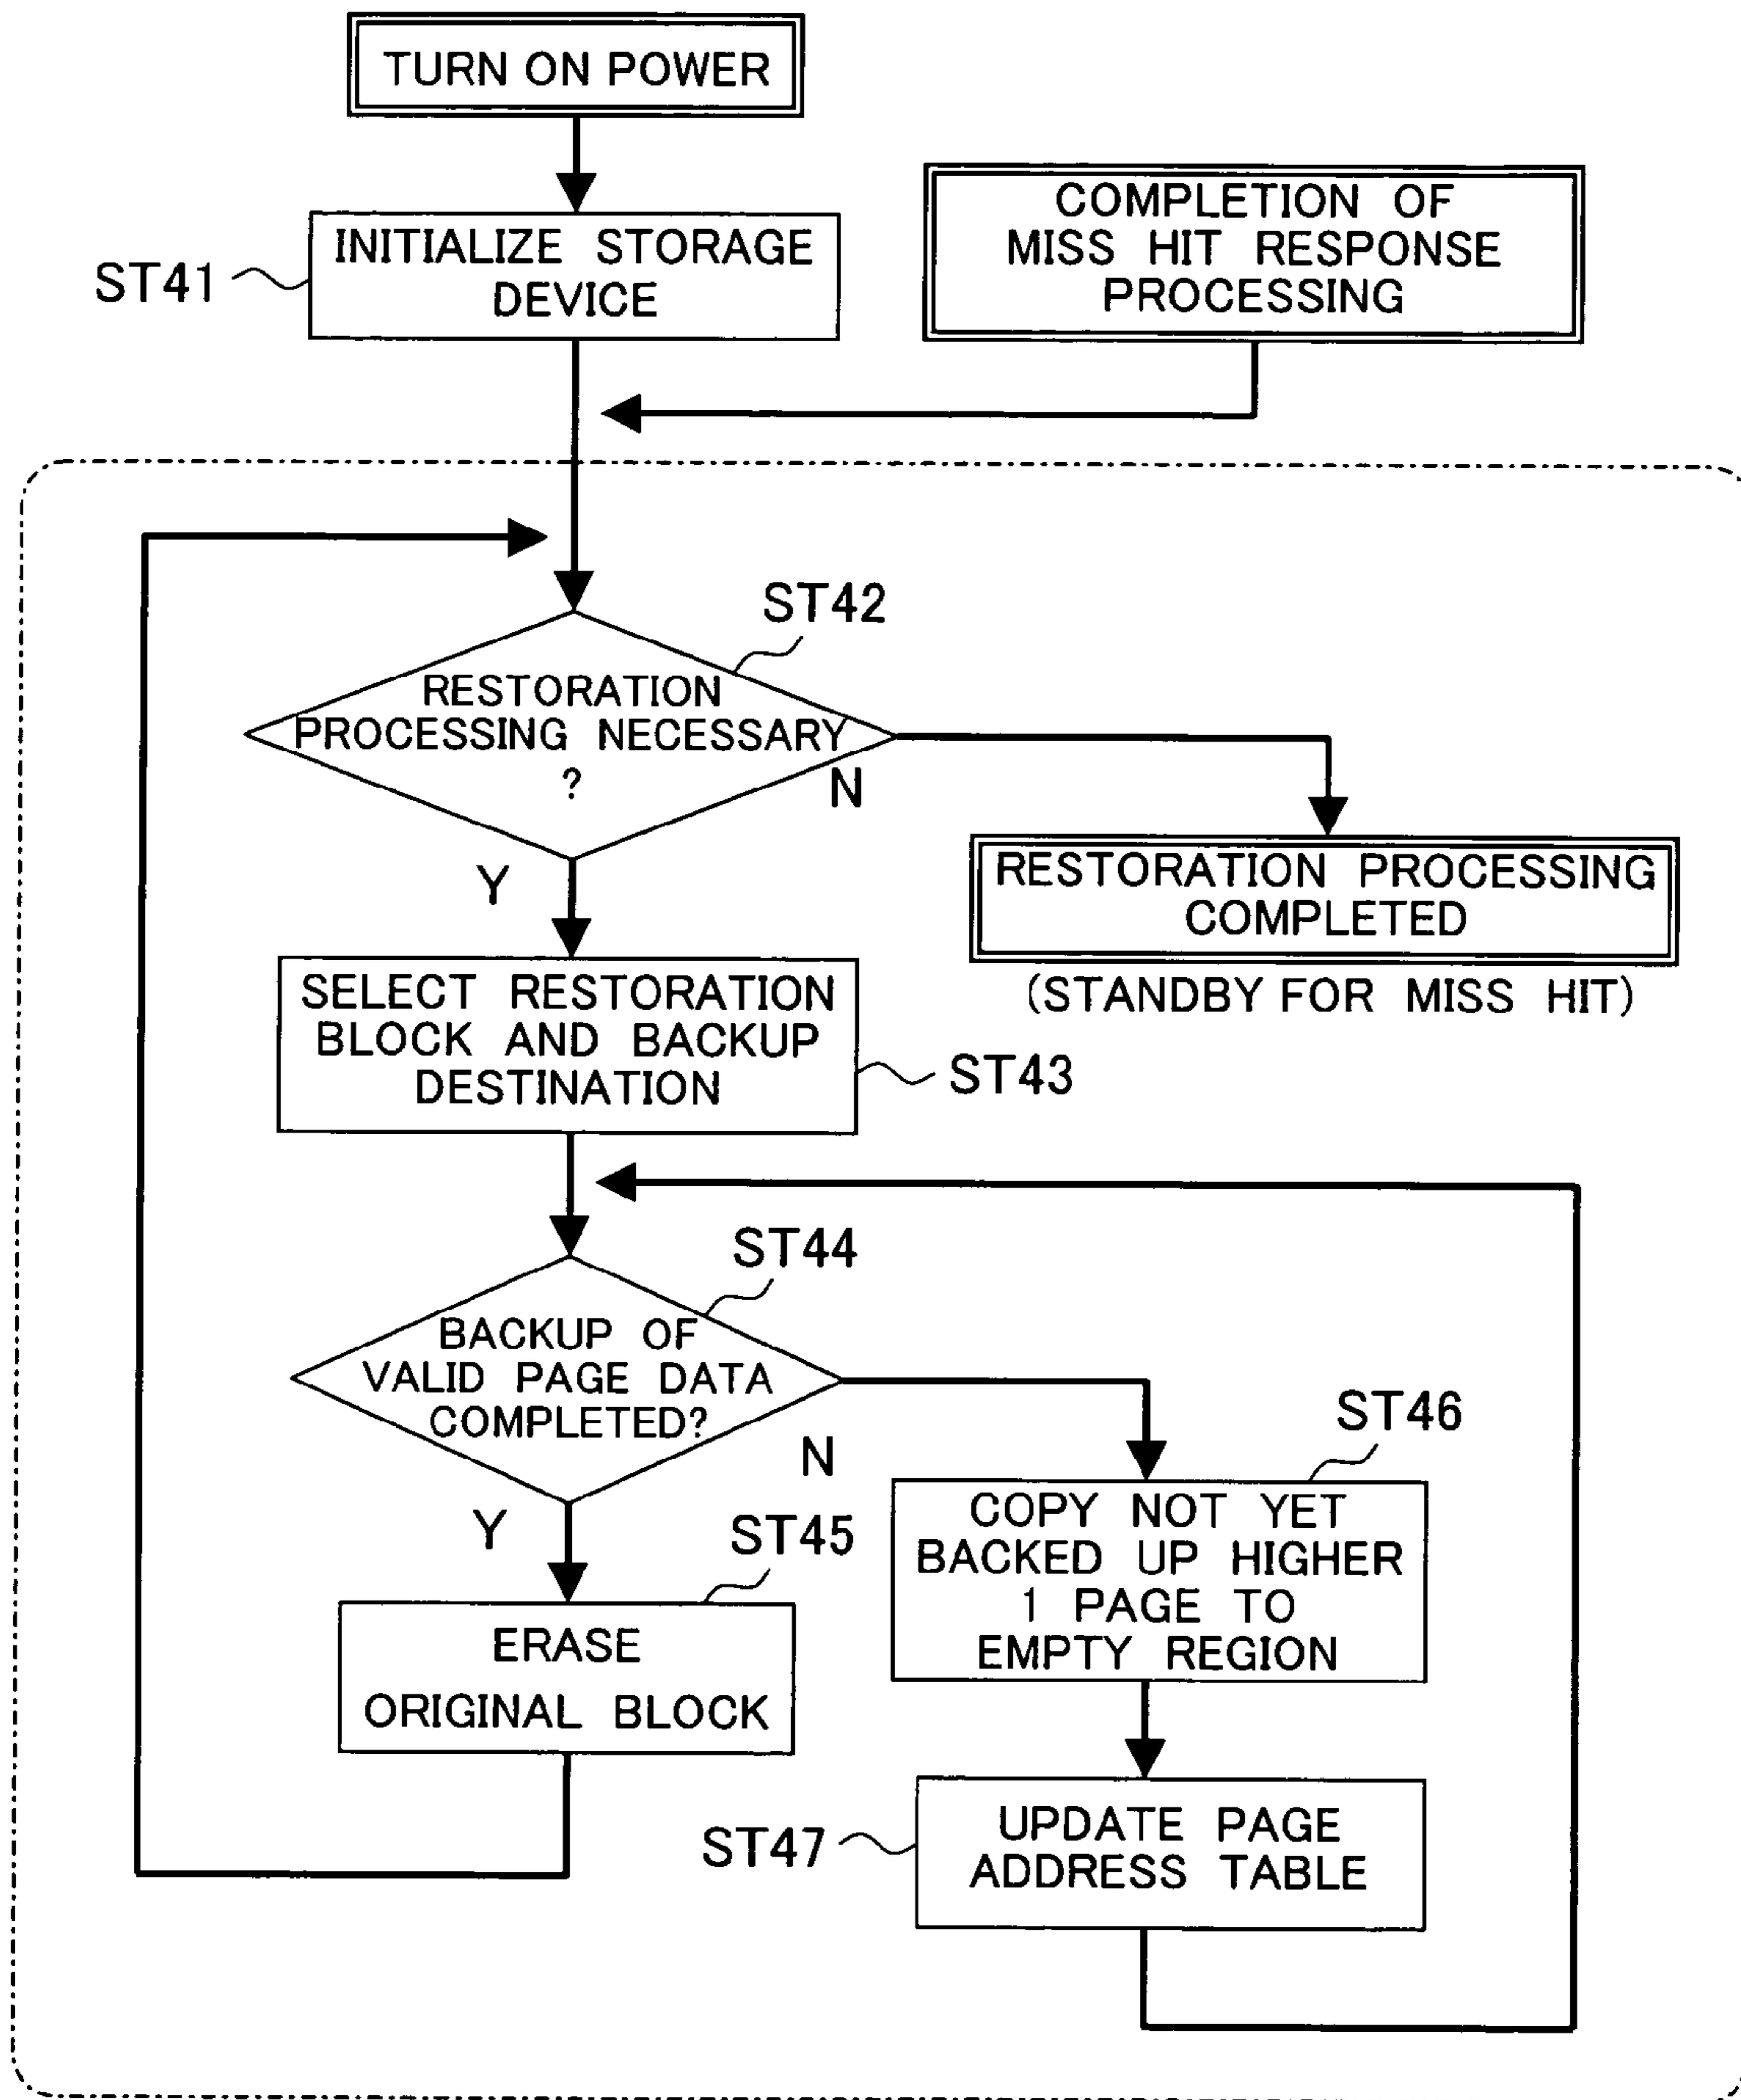 TURN ON POWER
ST41
INITIALIZE STORAGE
DEVICE
COMPLETION OF
MISS HIT RESPONSE
PROCESSING
ST42
RESTORATION
PROCESSING NECESSARY
?
N
Y
RESTORATION PROCESSING
COMPLETED
(STANDBY FOR MISS HIT)
SELECT RESTORATION
BLOCK AND BACKUP
DESTINATION
ST43
ST44
BACKUP OF
VALID PAGE DATA
COMPLETED?
N
Y
ST45
ERASE
ORIGINAL BLOCK
ST46
COPY NOT YET
BACKED UP HIGHER
1 PAGE TO
EMPTY REGION
ST47
UPDATE PAGE
ADDRESS TABLE